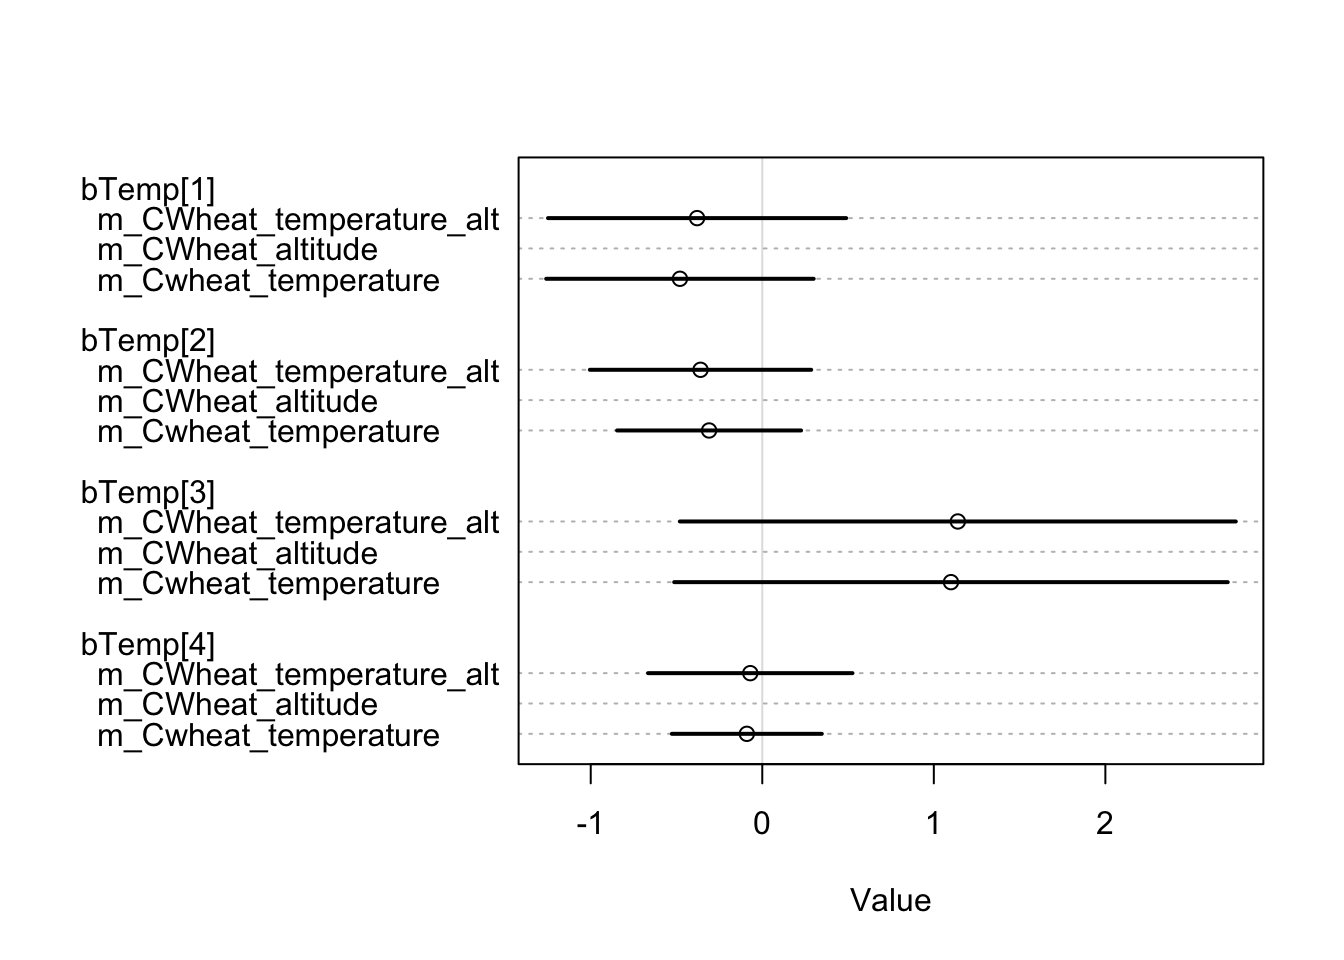 bTemp[1]
m_CWheat_temperature_alt
m_CWheat_altitude
m_Cwheat_temperature
bTemp[2]
m_CWheat_temperature_alt
m_CWheat_altitude
m_Cwheat_temperature
bTemp[3]
m_CWheat_temperature_alt
m_CWheat_altitude
m_Cwheat_temperature
bTemp[4]
m_CWheat_temperature_alt
m_CWheat_altitude
m_Cwheat_temperature
-1 0 1 2
Value